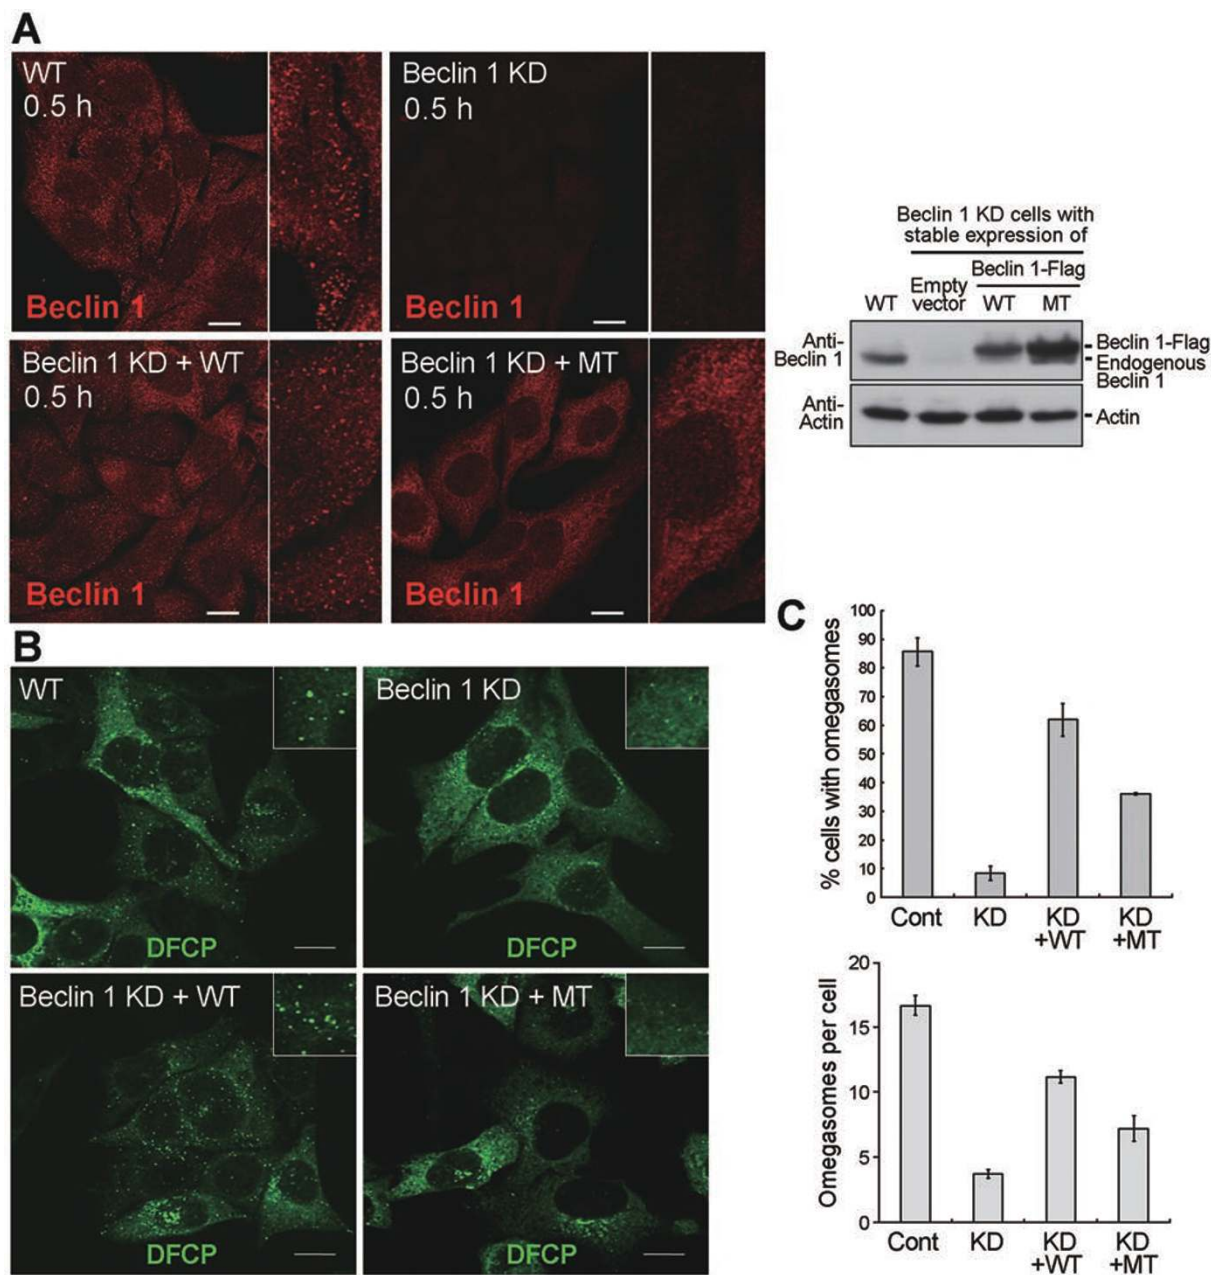 A
WT
0.5 h
Beclin 1
Beclin 1 KD
0.5 h
Beclin 1
Beclin 1 KD + WT
0.5 h
Beclin 1
Beclin 1 KD + MT
0.5 h
Beclin 1
Beclin 1 KD cells with
stable expression of
Beclin 1-Flag
Empty
WT vector WT MT
Anti-
Beclin 1
Beclin 1-Flag
Endogenous
Beclin 1
Anti-
Actin
Actin
B
WT
DFCP
Beclin 1 KD
DFCP
Beclin 1 KD + WT
DFCP
Beclin 1 KD + MT
DFCP
C
% cells with omegasomes
100
90
80
70
60
50
40
30
20
10
0
Cont KD KD KD
+WT +MT
Omegasomes per cell
20
15
10
5
0
Cont KD KD KD
+WT +MT